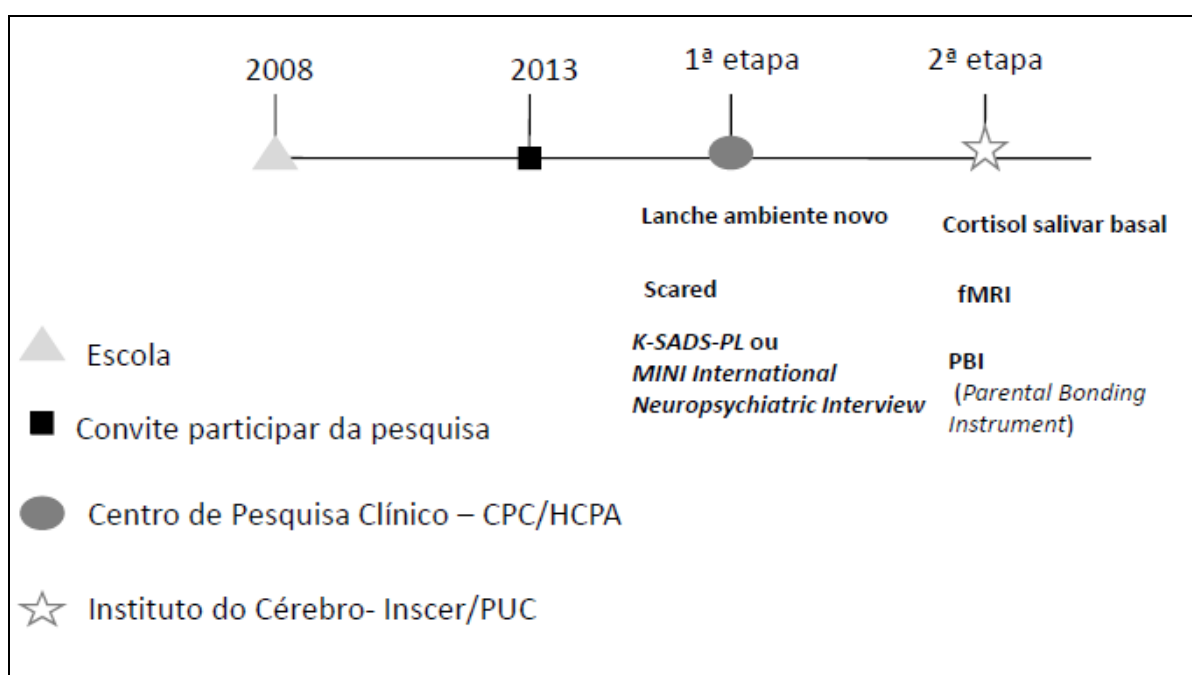 2008
2013
1ª etapa
2ª etapa
Lanche ambiente novo
Cortisol salivar basal
Scared
fMRI
K-SADS-PL ou
MINI International
Neuropsychiatric Interview
PBI
(Parental Bonding
Instrument)
Escola
Convite participar da pesquisa
Centro de Pesquisa Clínico – CPC/HCPA
Instituto do Cérebro- Inscer/PUC